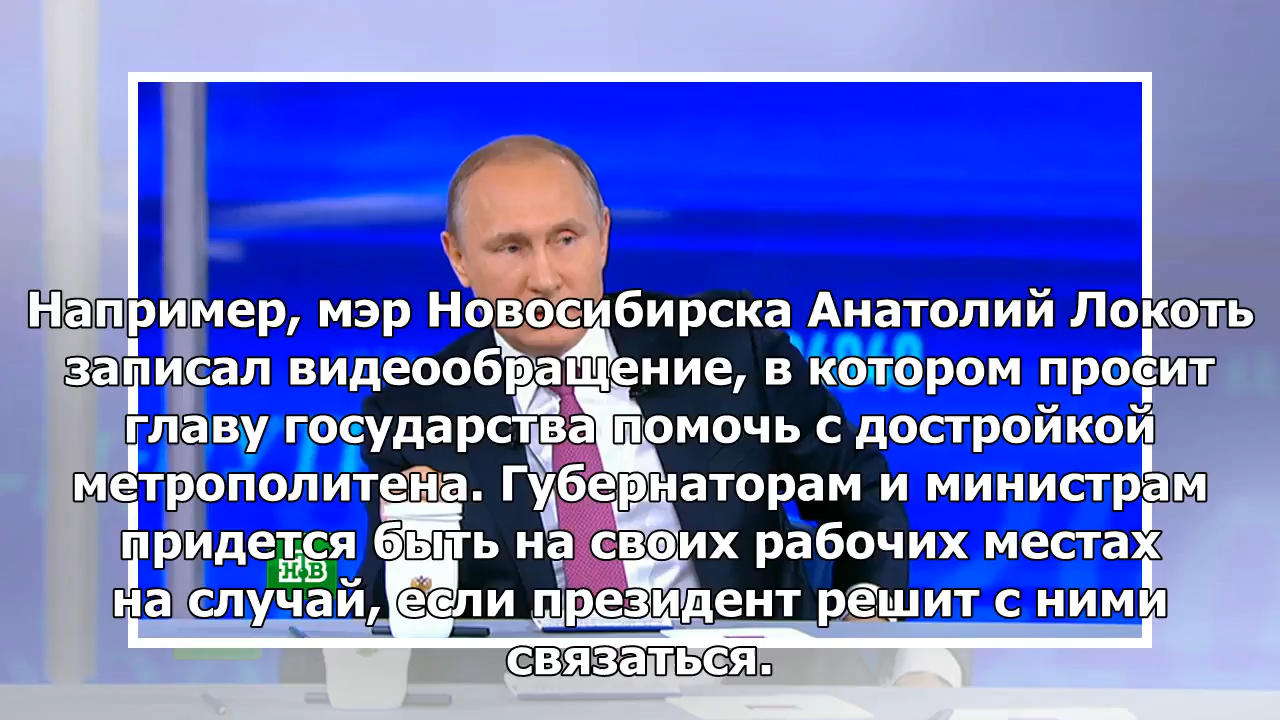 Например, мэр Новосибирска Анатолий Локоть
записал видеообращение, в котором просит
главу государства помочь с достройкой
метрополитена. Губернаторам и министрам
придется быть на своих рабочих местах
на случай, если президент решит с ними
связаться.
НТВ